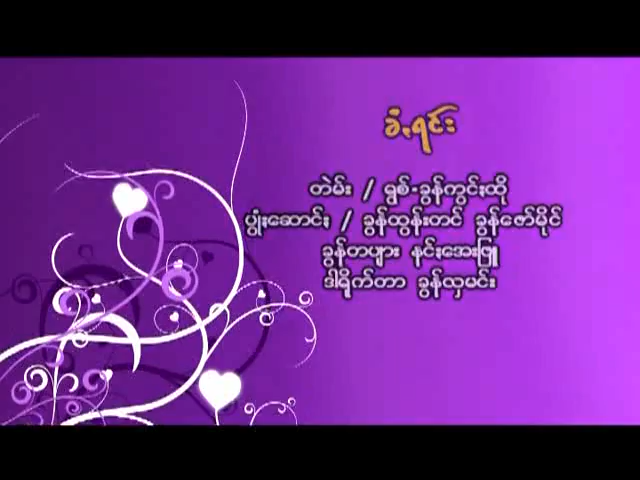 ခံႏရင်း
တဲမ်း / ရွစ်-ခွန်ကွင်ႏထို
ပွုံႏဆောင်ႏ / ခွန်ထွန်းတင် ခွန်ဇော်မိုင်
ခွန်တပျား နင်ႏအေးဖြူ
ဒါရိုက်တာ ခွန်လှမင်း